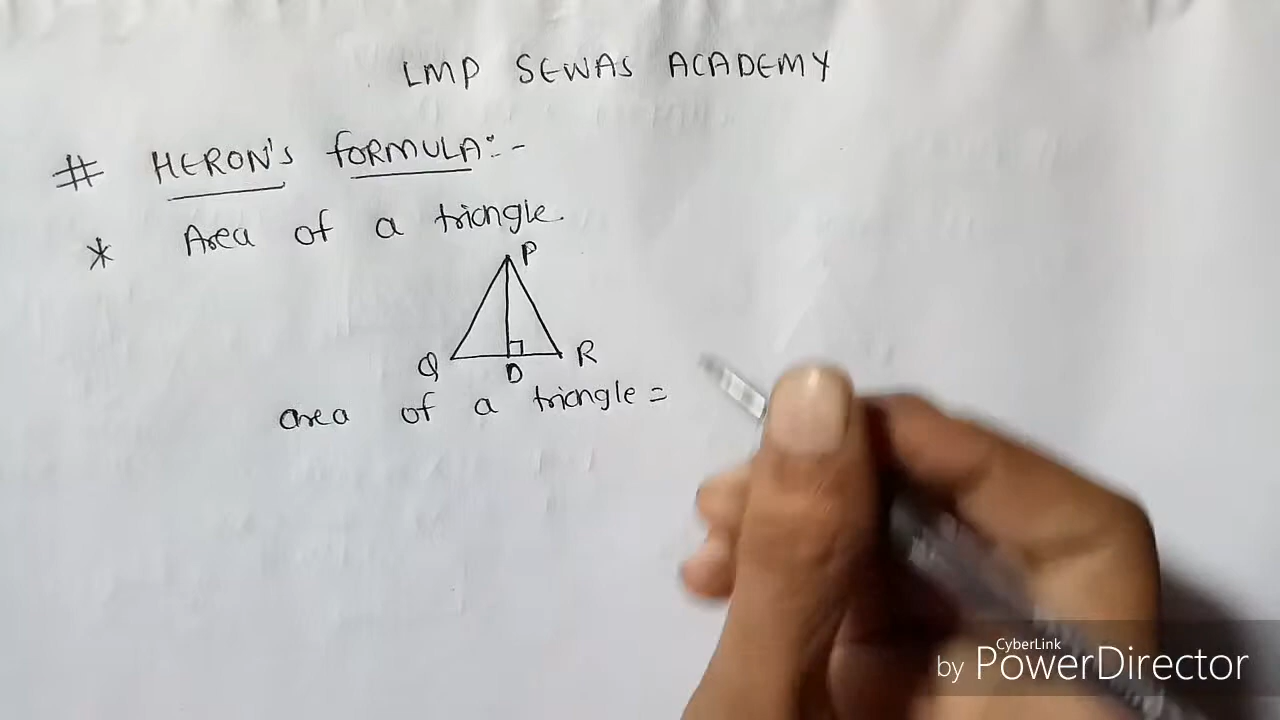 LMP SEWAS ACADEMY
# HERON'S FORMULA:-
* Area of a triangle.
P
Q
D
R
area of a triangle =
CyberLink
by PowerDirector